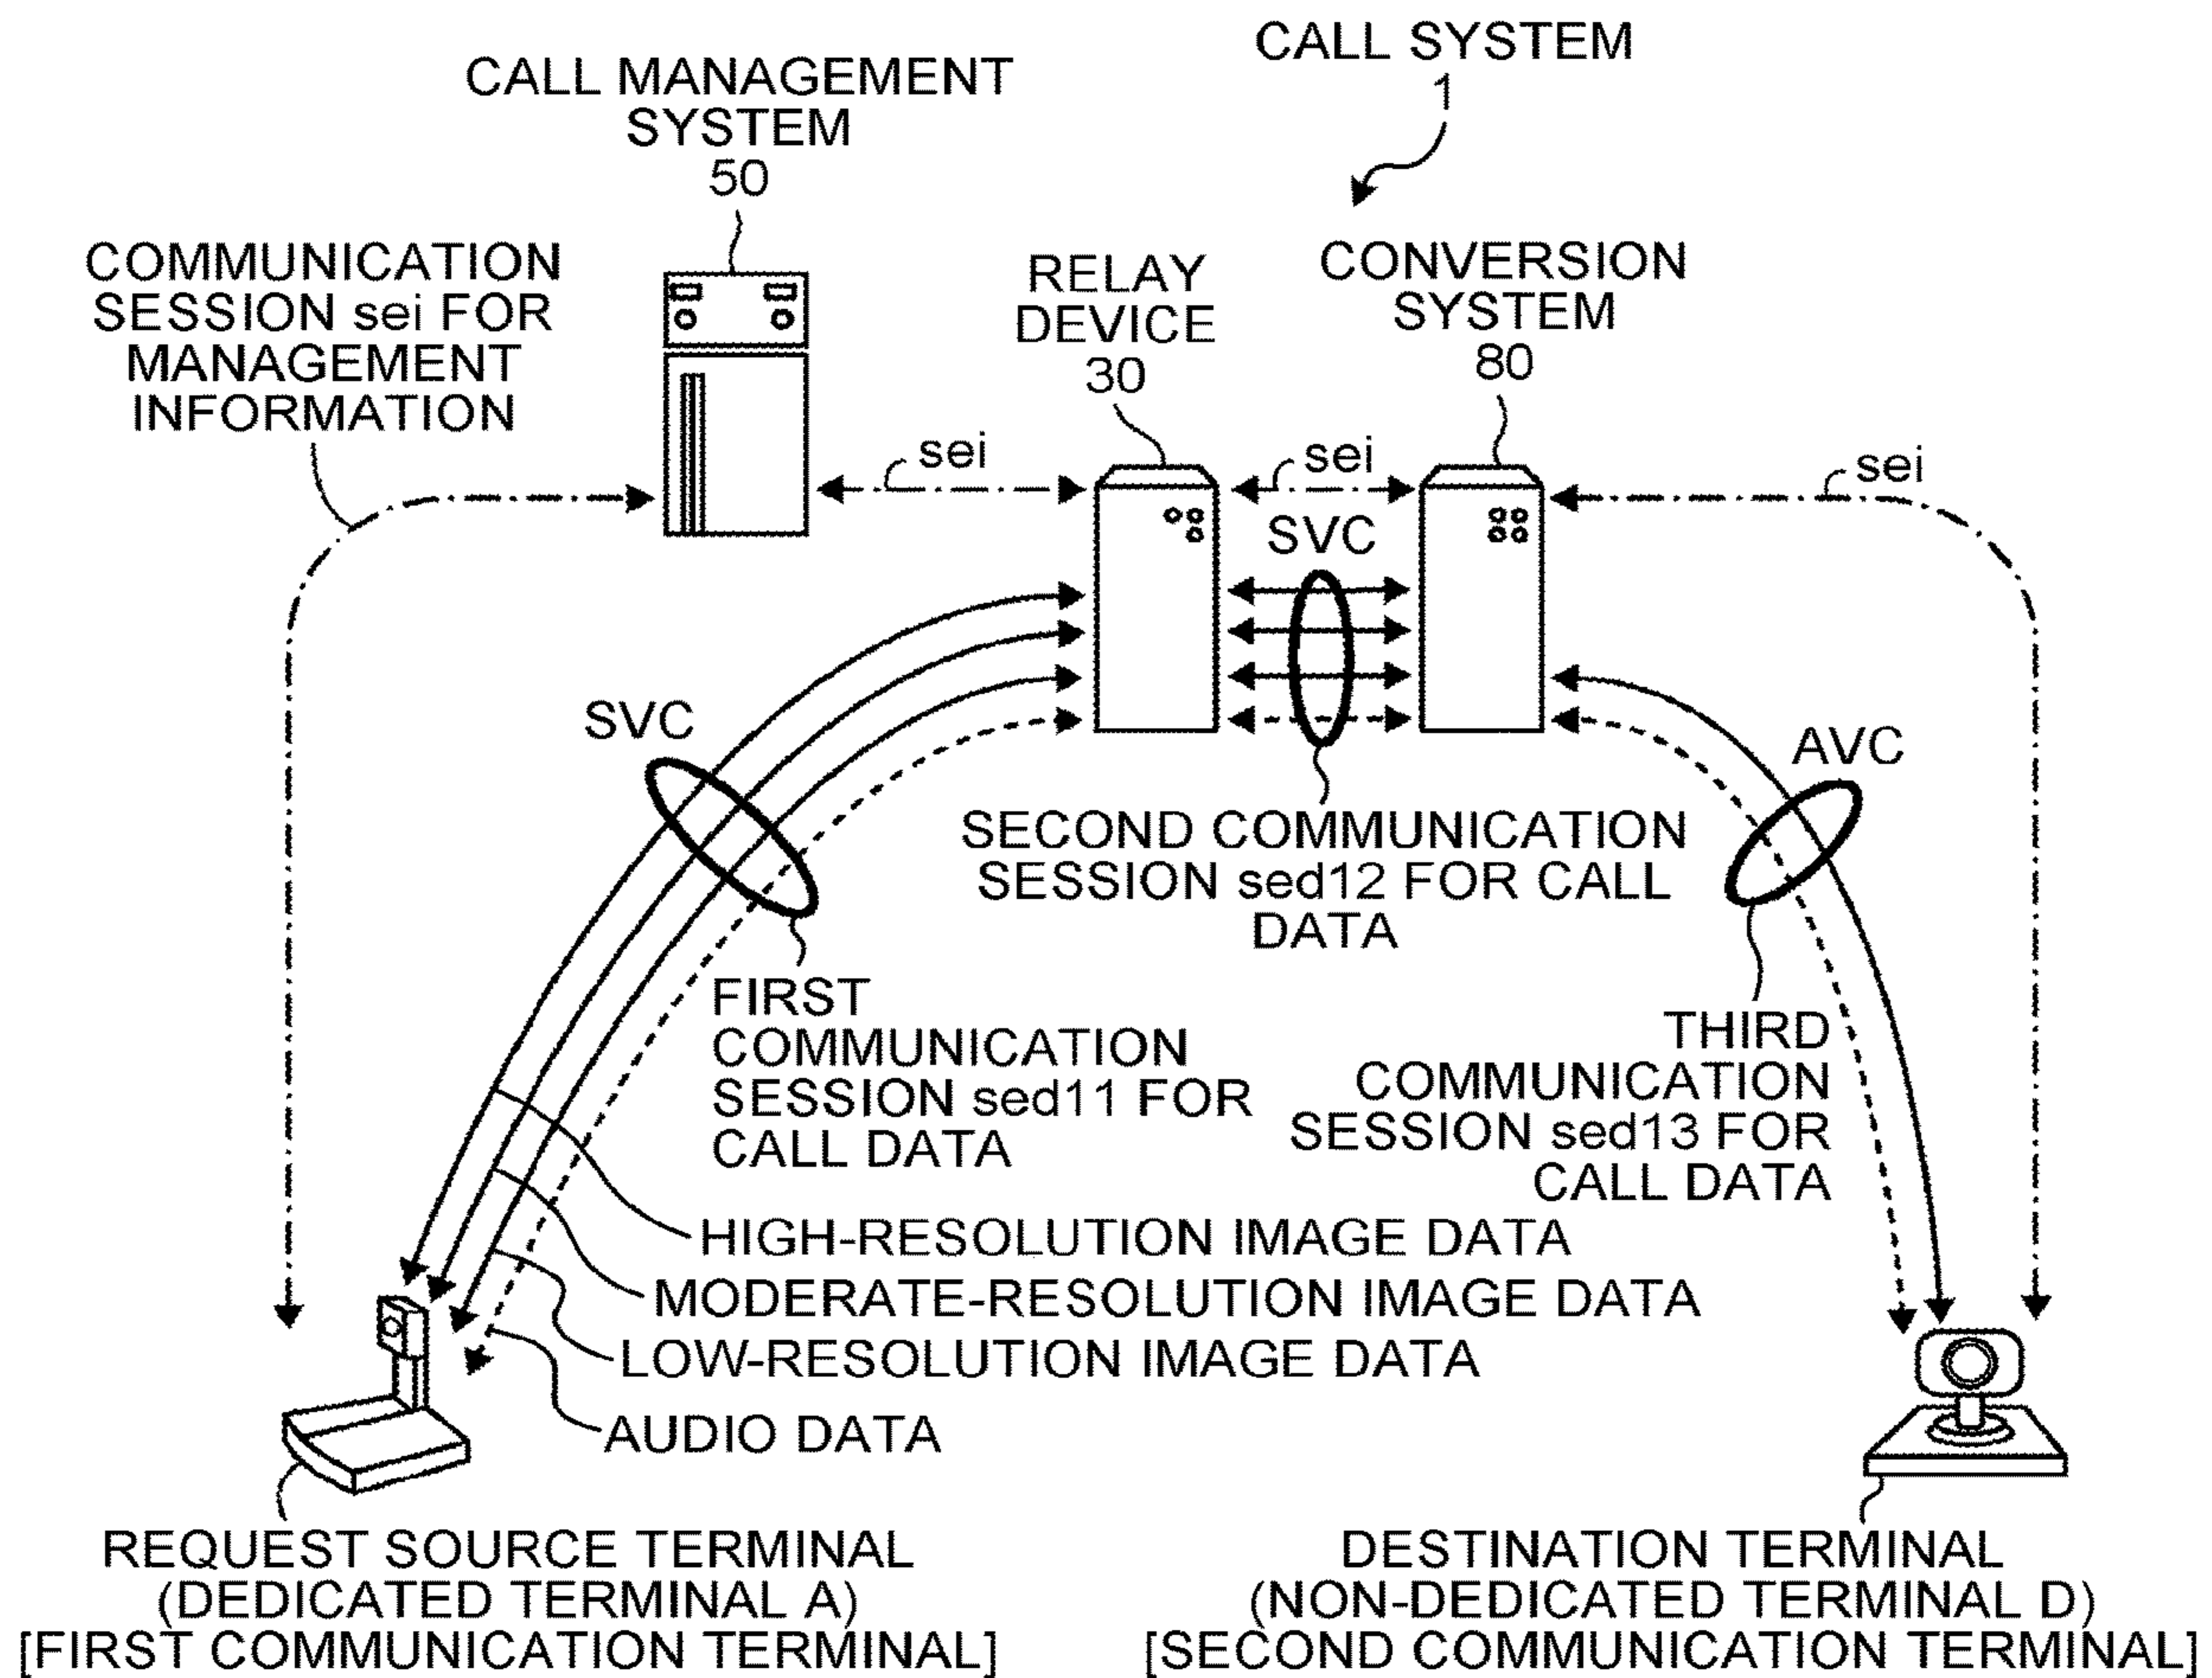 CALL SYSTEM
1
CALL MANAGEMENT
SYSTEM
50
COMMUNICATION
SESSION sei FOR
MANAGEMENT
INFORMATION
RELAY
DEVICE
30
CONVERSION
SYSTEM
80
sei
sei
sei
SVC
SVC
AVC
SECOND COMMUNICATION
SESSION sed12 FOR CALL
DATA
FIRST
COMMUNICATION
SESSION sed11 FOR
CALL DATA
THIRD
COMMUNICATION
SESSION sed13 FOR
CALL DATA
HIGH-RESOLUTION IMAGE DATA
MODERATE-RESOLUTION IMAGE DATA
LOW-RESOLUTION IMAGE DATA
AUDIO DATA
REQUEST SOURCE TERMINAL
(DEDICATED TERMINAL A)
[FIRST COMMUNICATION TERMINAL]
DESTINATION TERMINAL
(NON-DEDICATED TERMINAL D)
[SECOND COMMUNICATION TERMINAL]